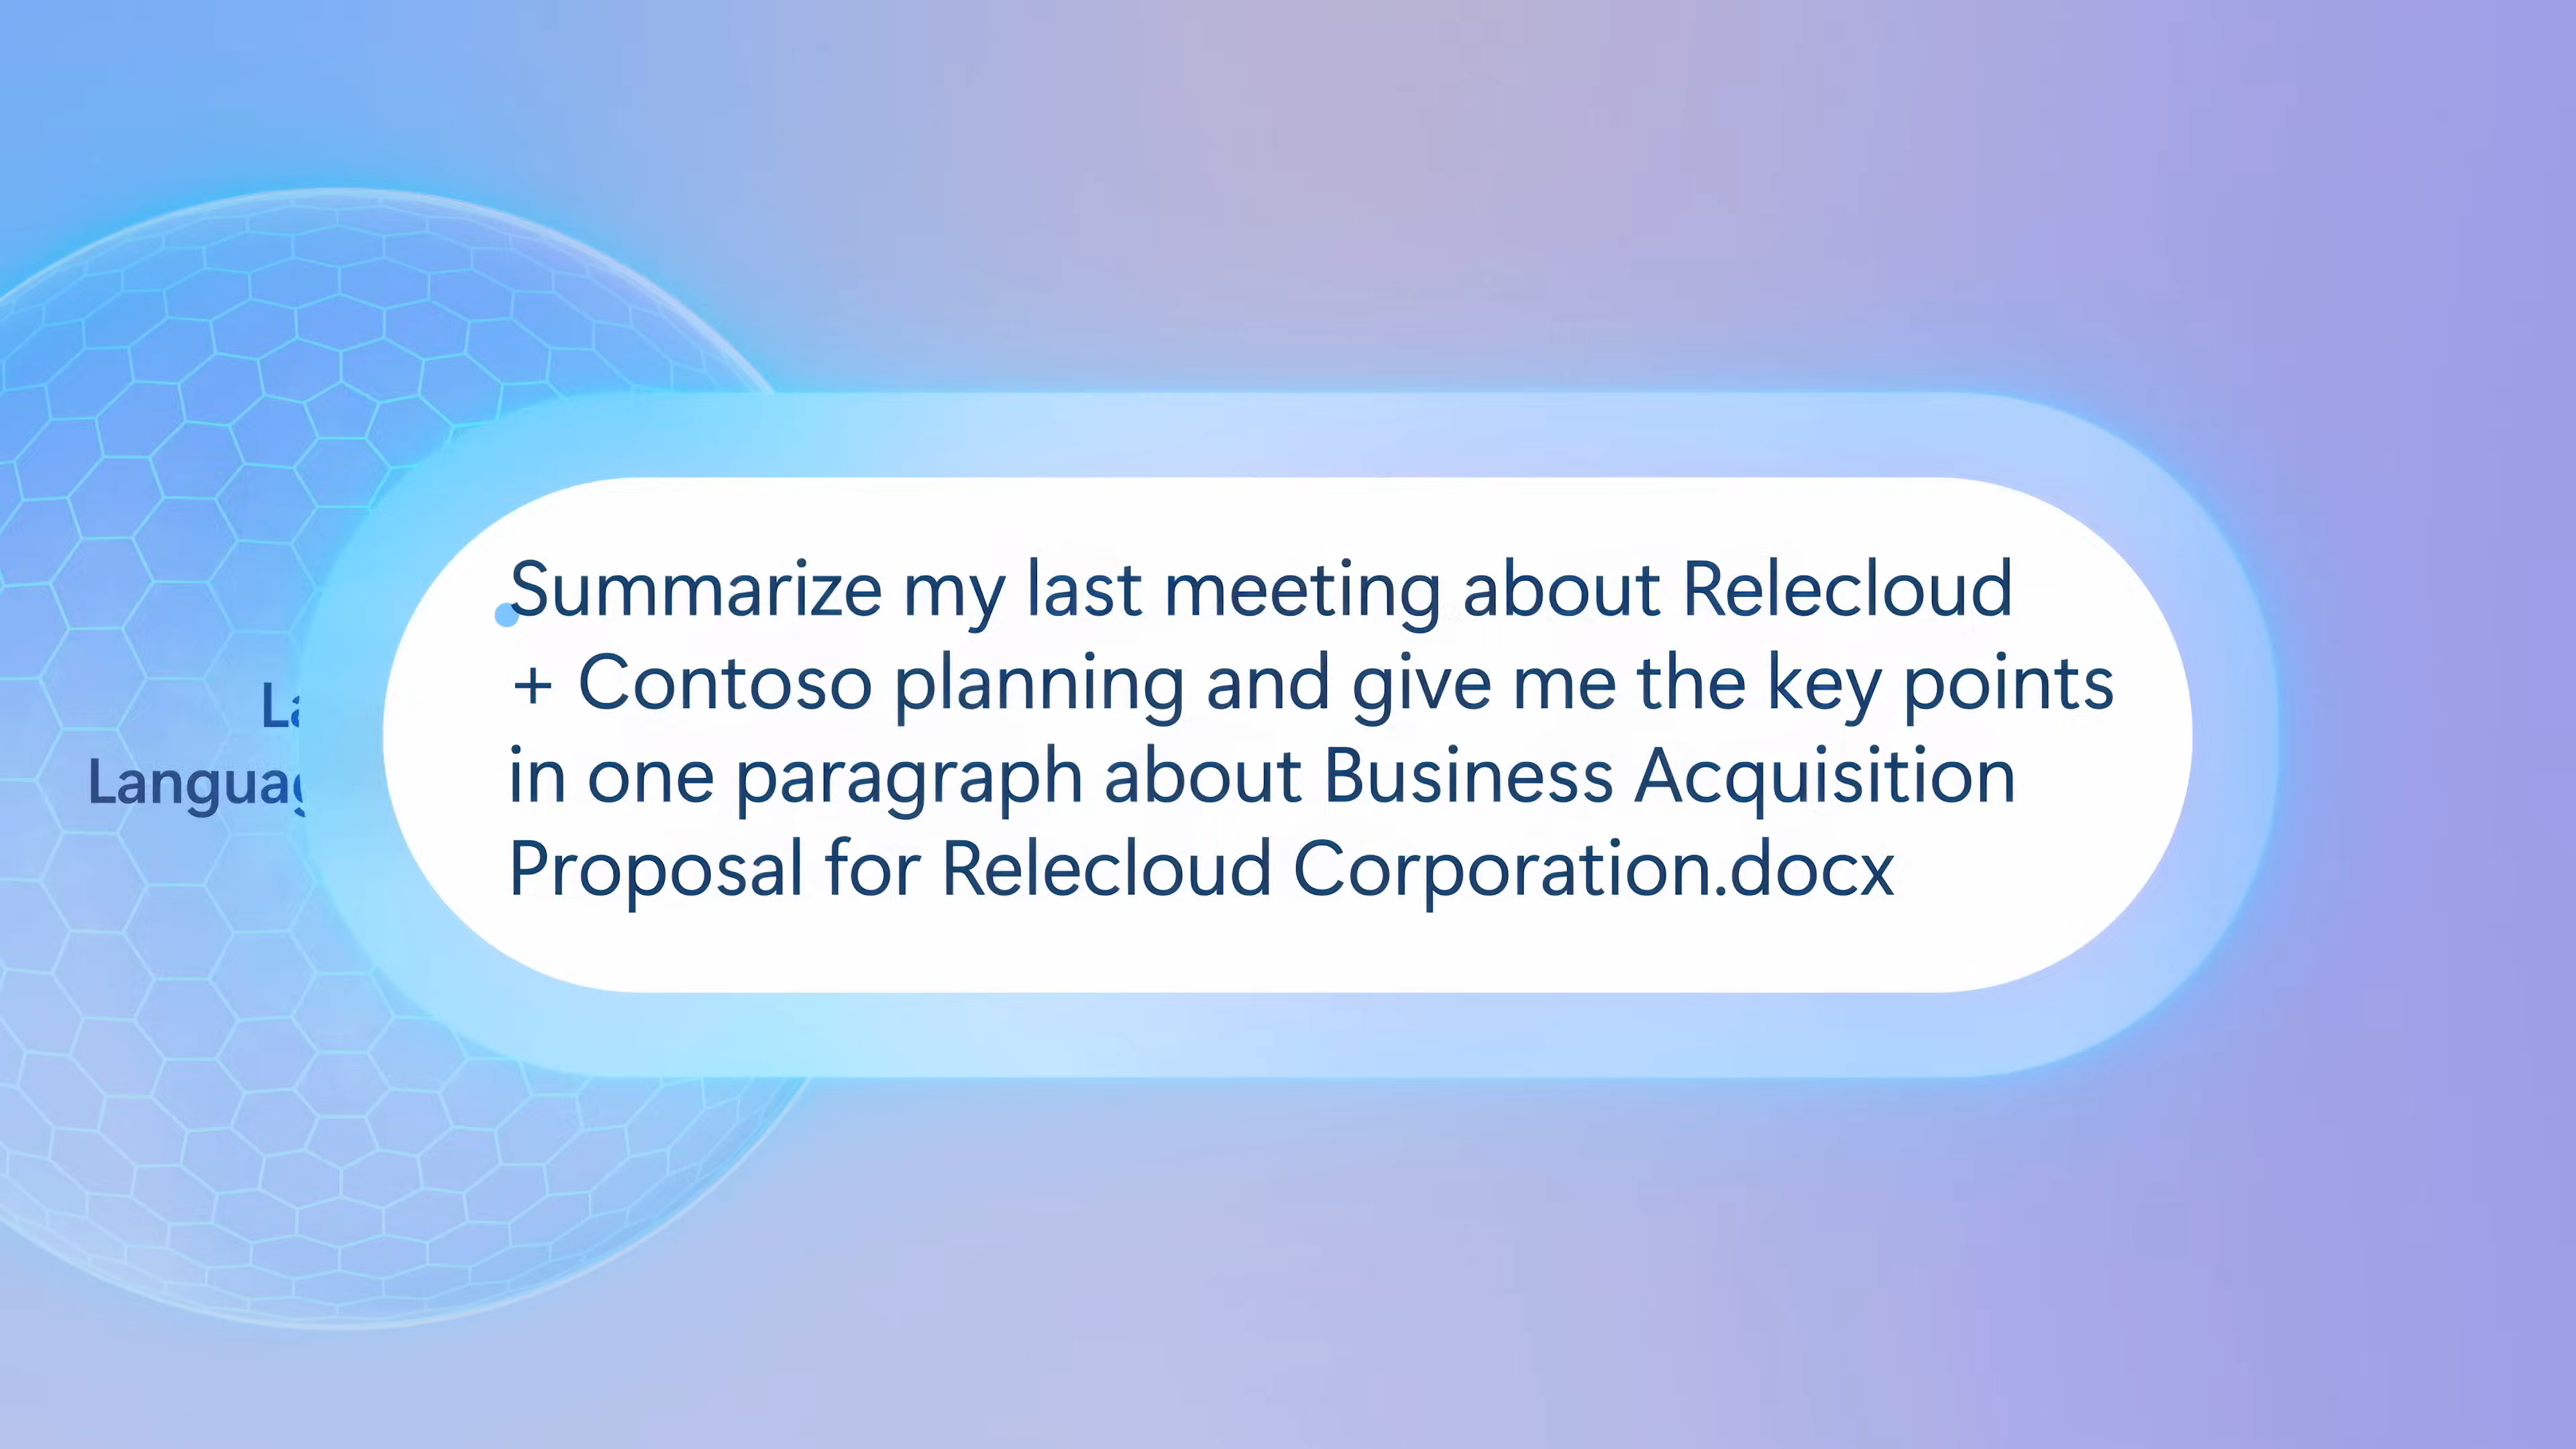 Summarize my last meeting about Relecloud
+ Contoso planning and give me the key points
in one paragraph about Business Acquisition
Proposal for Relecloud Corporation.docx